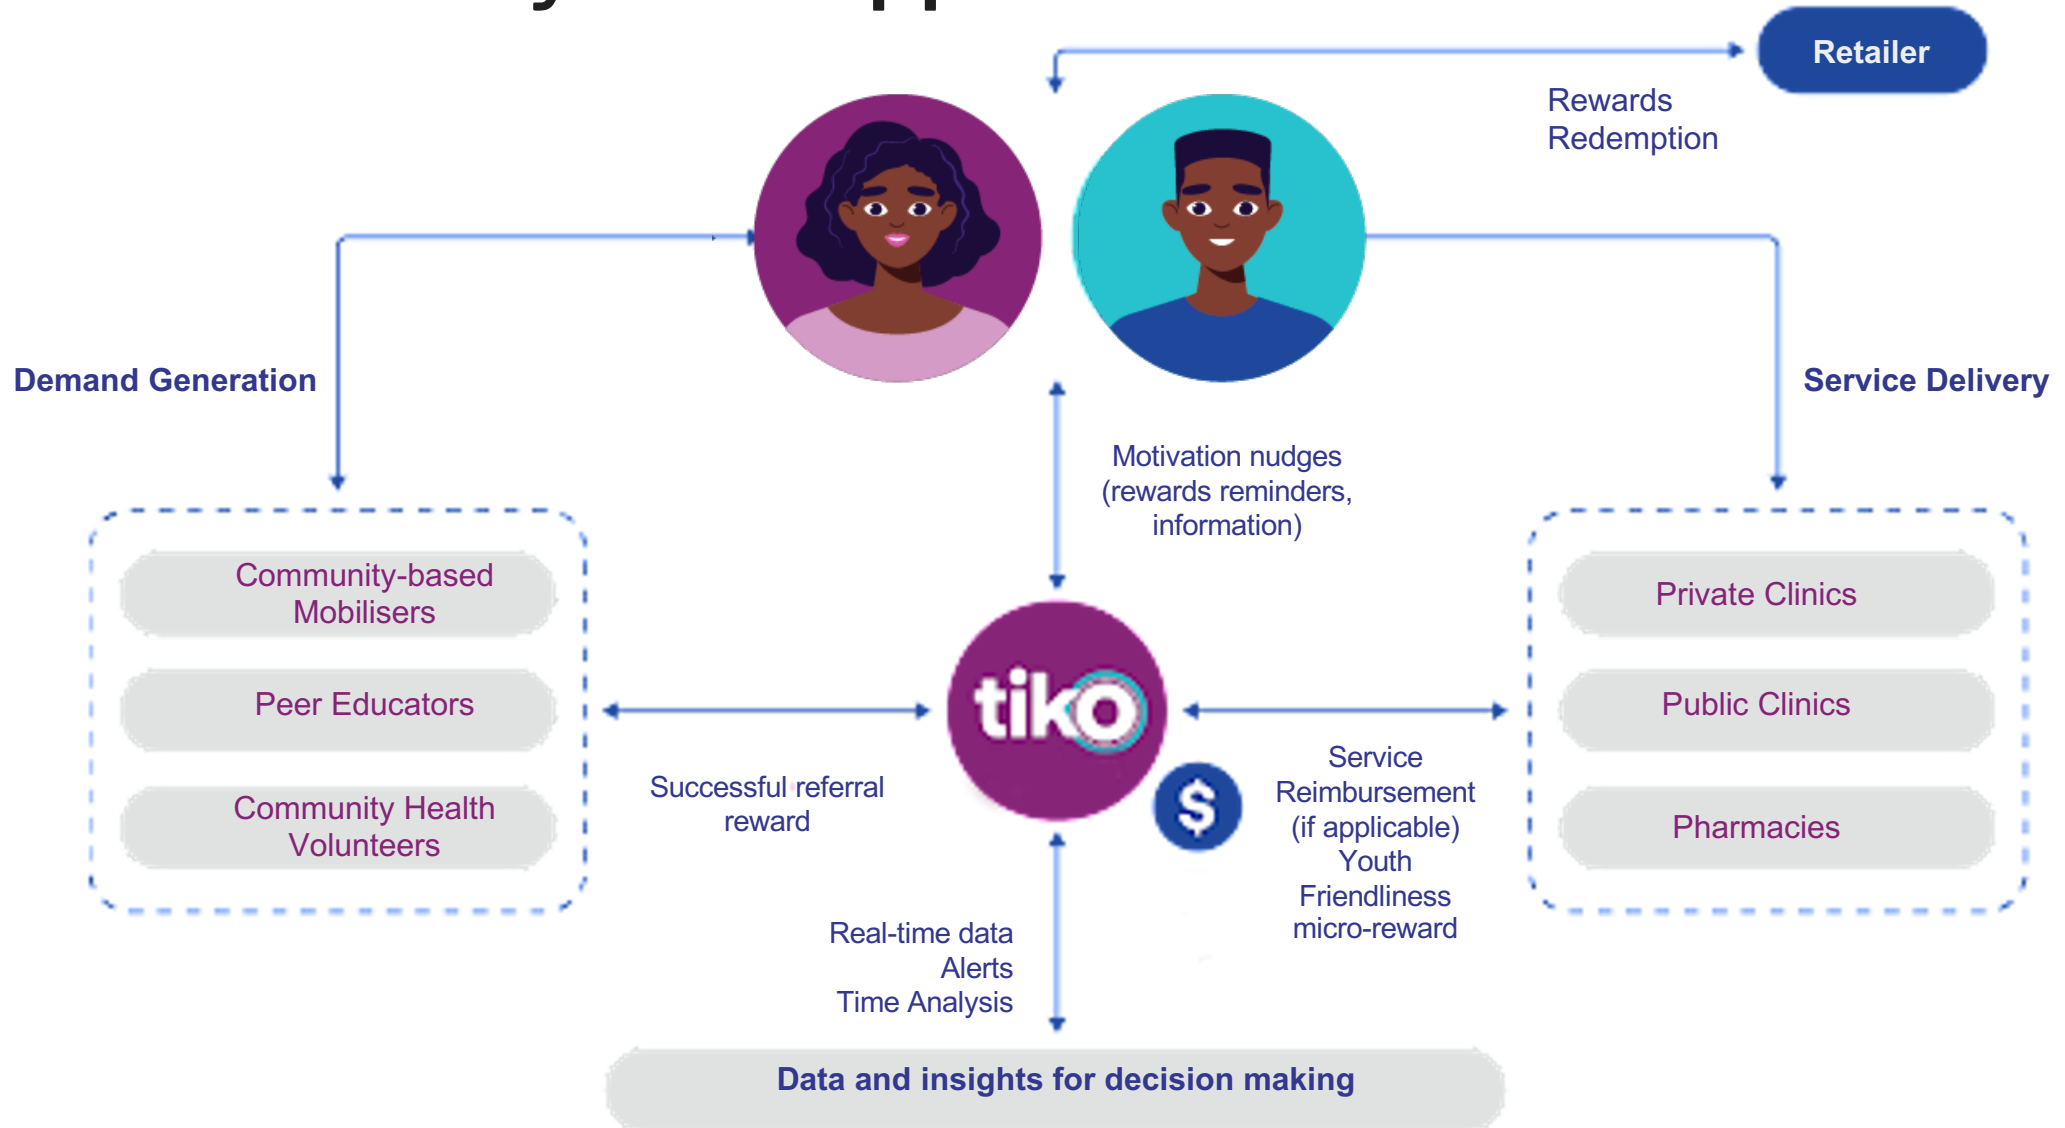 Retailer
Rewards
Redemption
Demand Generation
Service Delivery
Motivation nudges
(rewards reminders,
information)
Community-based
Mobilisers
Peer Educators
Community Health
Volunteers
tiko
$
Private Clinics
Public Clinics
Pharmacies
Successful referral
reward
Service
Reimbursement
(if applicable)
Youth
Friendliness
micro-reward
Real-time data
Alerts
Time Analysis
Data and insights for decision making